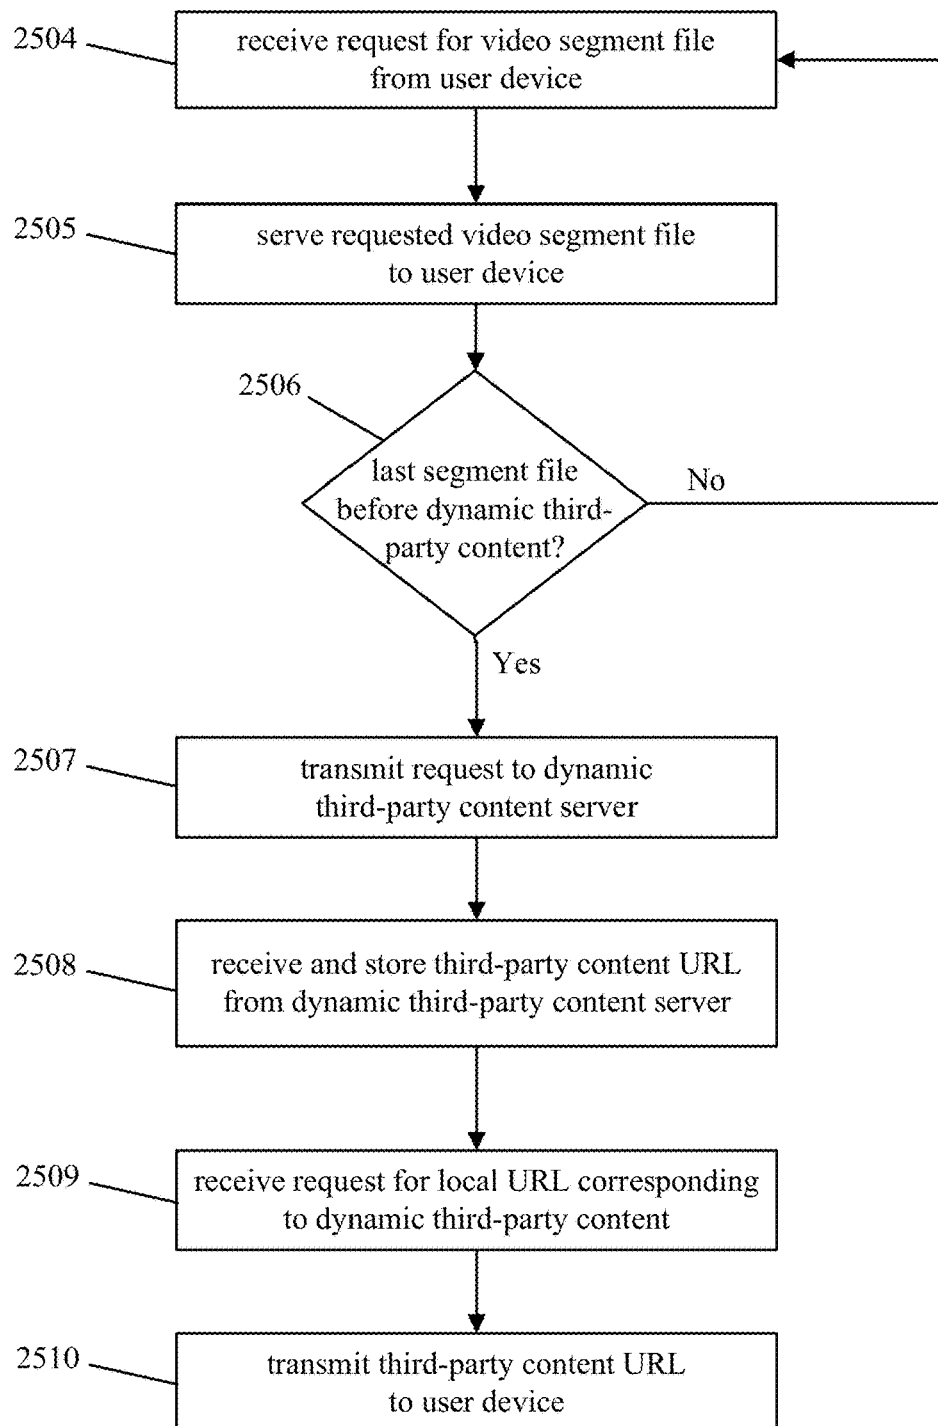 2504
receive request for video segment file
from user device
2505
serve requested video segment file
to user device
2506
last segment file
before dynamic third-
party content?
No
Yes
2507
transmit request to dynamic
third-party content server
2508
receive and store third-party content URL
from dynamic third-party content server
2509
receive request for local URL corresponding
to dynamic third-party content
2510
transmit third-party content URL
to user device